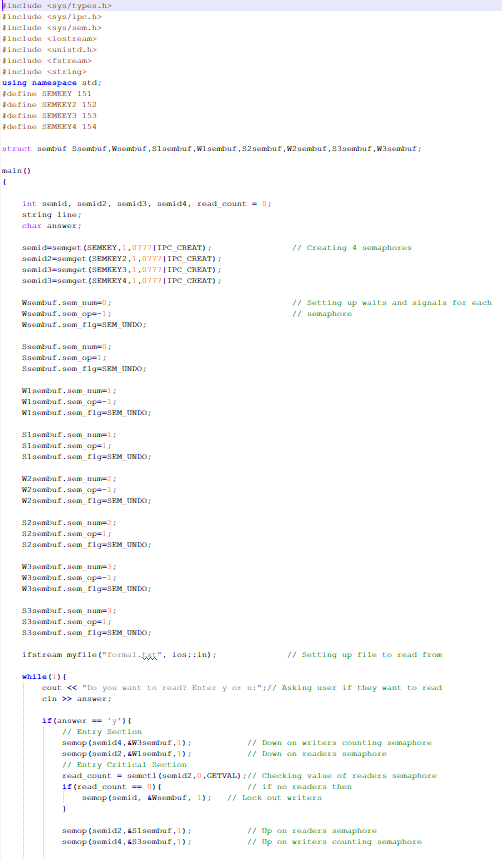 #include <sys/types.h>
#include <sys/ipc.h>
#include <sys/sem.h>
#include <iostream>
#include <unistd.h>
#include <fstream>
#include <string>
using namespace std;
#define SEMKEY 151
#define SEMKEY2 152
#define SEMKEY3 153
#define SEMKEY4 154
struct sembuf Ssembuf,Wsembuf,S1sembuf,W1sembuf,S2sembuf,W2sembuf,S3sembuf,W3sembuf;
main()
{
int semid, semid2, semid3, semid4, read_count = 0;
string line;
char answer;
semid=semget(SEMKEY,1,0777|IPC_CREAT); // Creating 4 semaphores
semid2=semget(SEMKEY2,1,0777|IPC_CREAT);
semid3=semget(SEMKEY3,1,0777|IPC_CREAT);
semid3=semget(SEMKEY4,1,0777|IPC_CREAT);
Wsembuf.sem_num=0; // Setting up waits and signals for each
Wsembuf.sem_op=-1; // semaphore
Wsembuf.sem_flg=SEM_UNDO;
Ssembuf.sem_num=0;
Ssembuf.sem_op=1;
Ssembuf.sem_flg=SEM_UNDO;
W1sembuf.sem_num=1;
W1sembuf.sem_op=-1;
W1sembuf.sem_flg=SEM_UNDO;
S1sembuf.sem_num=1;
S1sembuf.sem_op=1;
S1sembuf.sem_flg=SEM_UNDO;
W2sembuf.sem_num=2;
W2sembuf.sem_op=-1;
W2sembuf.sem_flg=SEM_UNDO;
S2sembuf.sem_num=2;
S2sembuf.sem_op=1;
S2sembuf.sem_flg=SEM_UNDO;
W3sembuf.sem_num=3;
W3sembuf.sem_op=-1;
W3sembuf.sem_flg=SEM_UNDO;
S3sembuf.sem_num=3;
S3sembuf.sem_op=1;
S3sembuf.sem_flg=SEM_UNDO;
ifstream myfile("formal.txt", ios::in); // Setting up file to read from
while(1){
cout << "Do you want to read? Enter y or n:";// Asking user if they want to read
cin >> answer;
if(answer == 'y'){
// Entry Section
semop(semid4,&W3sembuf,1); // Down on writers counting semaphore
semop(semid2,&W1sembuf,1); // Down on readers semaphore
// Entry Critical Section
read_count = semctl(semid2,0,GETVAL);// Checking value of readers semaphore
if(read_count == 0){ // if no readers then
semop(semid, &Wsembuf, 1); // Lock out writers
}
semop(semid2,&S1sembuf,1); // Up on readers semaphore
semop(semid4,&S3sembuf,1); // Up on writers counting semaphore